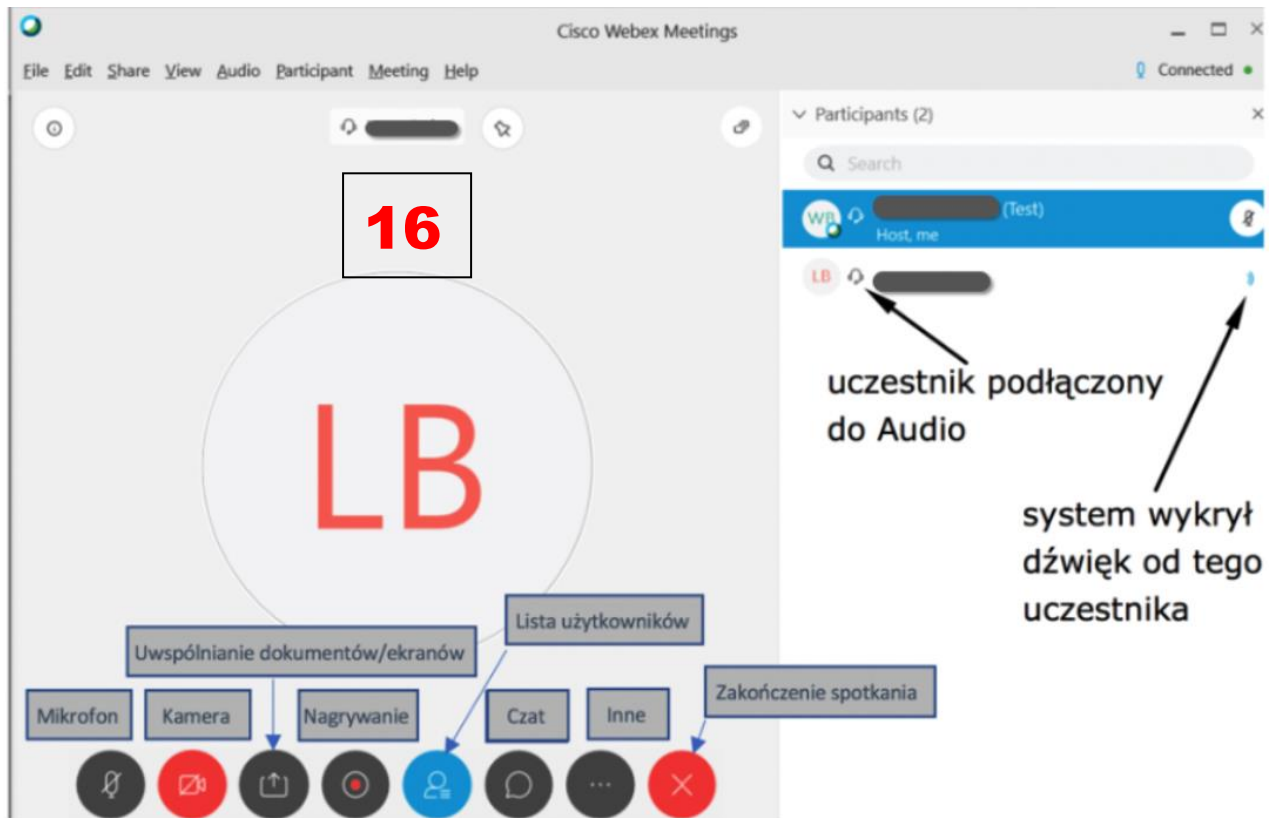 Cisco Webex Meetings
File Edit Share View Audio Participant Meeting Help
Connected
Participants (2)
Search
16
WB
(Test)
Host, me
LB
uczestnik podłączony
do Audio
LB
system wykrył
dźwięk od tego
uczestnika
Lista użytkowników
Uwspólnianie dokumentów/ekranów
Zakończenie spotkania
Mikrofon
Kamera
Nagrywanie
Czat
Inne